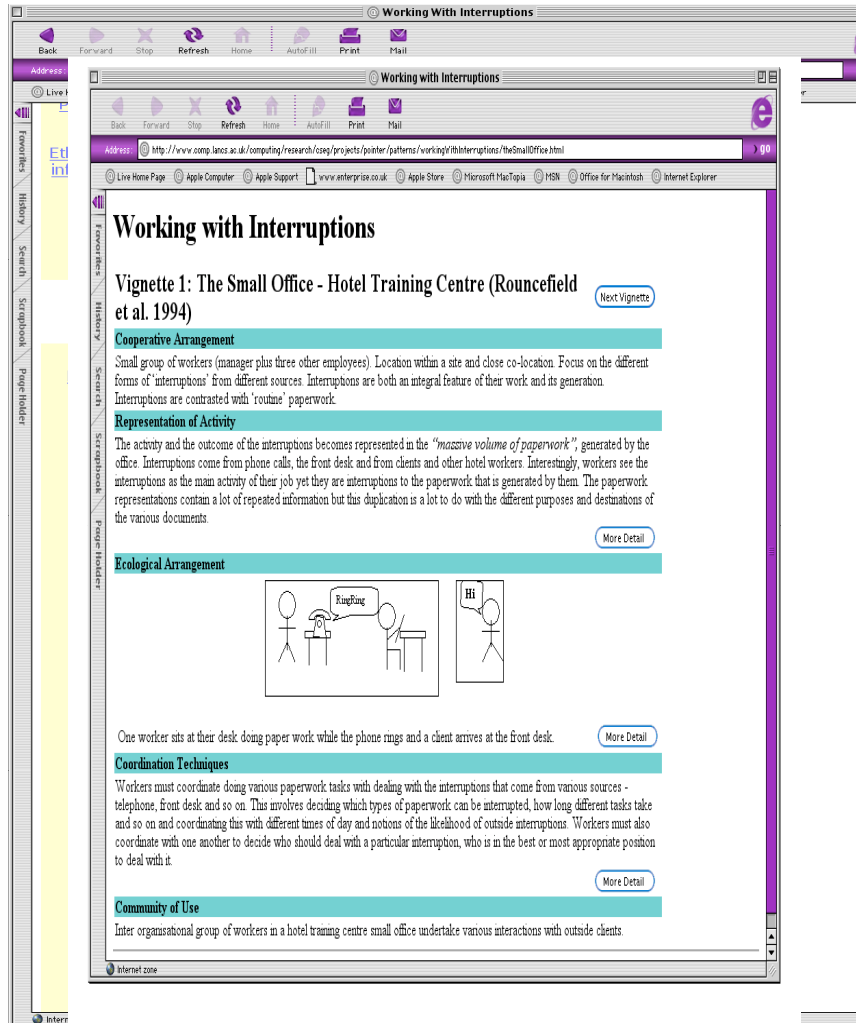 Working With Interruptions
Back Forward Stop Refresh Home AutoFill Print Mail
Address:
Live
Favorites
History
Search
Scrapbook
Page Holder
Working with Interruptions
Back Forward Stop Refresh Home AutoFill Print Mail
Address: http://www.comp.lancs.ac.uk/computing/research/cseg/projects/pointer/patterns/workingWithInterruptions/theSmallOffice.html go
Live Home Page Apple Computer Apple Support www.enterprise.co.uk Apple Store Microsoft MacTopia MSN Office for Macintosh Internet Explorer
Favorites
History
Search
Scrapbook
Page Holder
Working with Interruptions
Vignette 1: The Small Office - Hotel Training Centre (Rouncefield
et al. 1994)
Next Vignette
Cooperative Arrangement
Small group of workers (manager plus three other employees). Location within a site and close co-location. Focus on the different
forms of 'interruptions' from different sources. Interruptions are both an integral feature of their work and its generation.
Interruptions are contrasted with 'routine' paperwork.
Representation of Activity
The activity and the outcome of the interruptions becomes represented in the "massive volume of paperwork", generated by the
office. Interruptions come from phone calls, the front desk and from clients and other hotel workers. Interestingly, workers see the
interruptions as the main activity of their job yet they are interruptions to the paperwork that is generated by them. The paperwork
representations contain a lot of repeated information but this duplication is a lot to do with the different purposes and destinations of
the various documents.
More Detail
Ecological Arrangement
RingRing
Hi
One worker sits at their desk doing paper work while the phone rings and a client arrives at the front desk.
More Detail
Coordination Techniques
Workers must coordinate doing various paperwork tasks with dealing with the interruptions that come from various sources -
telephone, front desk and so on. This involves deciding which types of paperwork can be interrupted, how long different tasks take
and so on and coordinating this with different times of day and notions of the likelihood of outside interruptions. Workers must also
coordinate with one another to decide who should deal with a particular interruption, who is in the best or most appropriate position
to deal with it.
More Detail
Community of Use
Inter organisational group of workers in a hotel training centre small office undertake various interactions with outside clients.
Internet zone